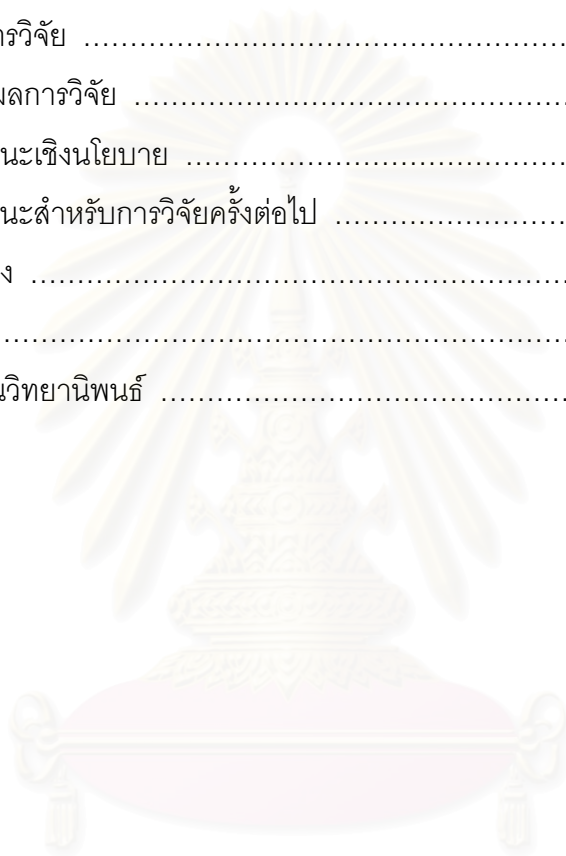 ารวิจัย ......................................................
ผลการวิจัย ................................................
นะเชิงนโยบาย ..........................................
นะสำหรับการวิจัยครั้งต่อไป .........................
ง ............................................................
...............................................................
นวิทยานิพนธ์ .............................................